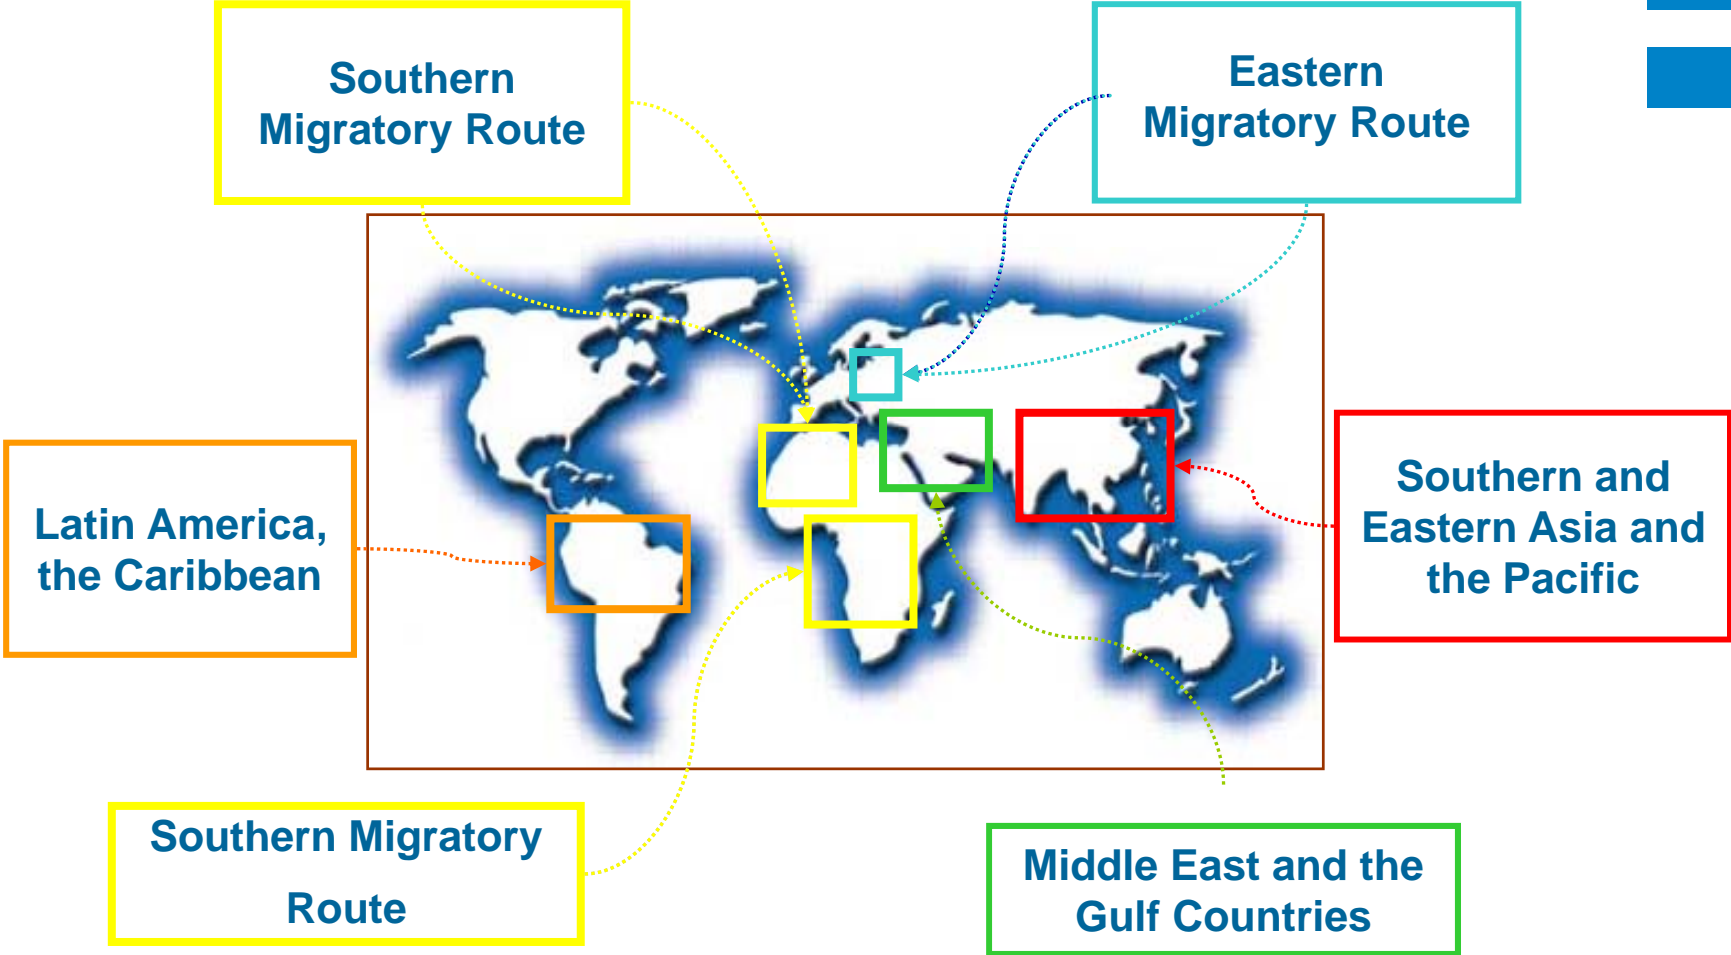 Southern
Migratory Route
Eastern
Migratory Route
Latin America,
the Caribbean
Southern and
Eastern Asia and
the Pacific
Southern Migratory
Route
Middle East and the
Gulf Countries